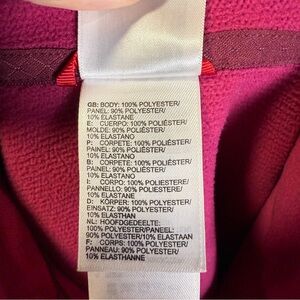 GB: BODY: 100% POLYESTER/
PANEL: 90% POLYESTER/
10% ELASTANE
E: CUERPO: 100% POLIÉSTER/
MOLDE: 90% POLIÉSTER/
10% ELASTANO
P: CORPETE: 100% POLIÉSTER/
PAINEL: 90% POLIÉSTER/
10% ELASTANO
B: CORPETE: 100% POLIÉSTER/
PAINEL: 90% POLIÉSTER/
10% ELASTANO
I: CORPO: 100% POLIESTERE/
PANNELLO: 90% POLIESTERE/
10% ELASTANO
D: KÖRPER: 100% POLYESTER/
EINSATZ: 90% POLYESTER/
10% ELASTHAN
NL: HOOFDGEDEELTE:
100% POLYESTER/PANEEL:
90% POLYESTER/10% ELASTAAN
F: CORPS: 100% POLYESTER/
PANNEAU: 90% POLYESTER/
10% ELASTHANNE